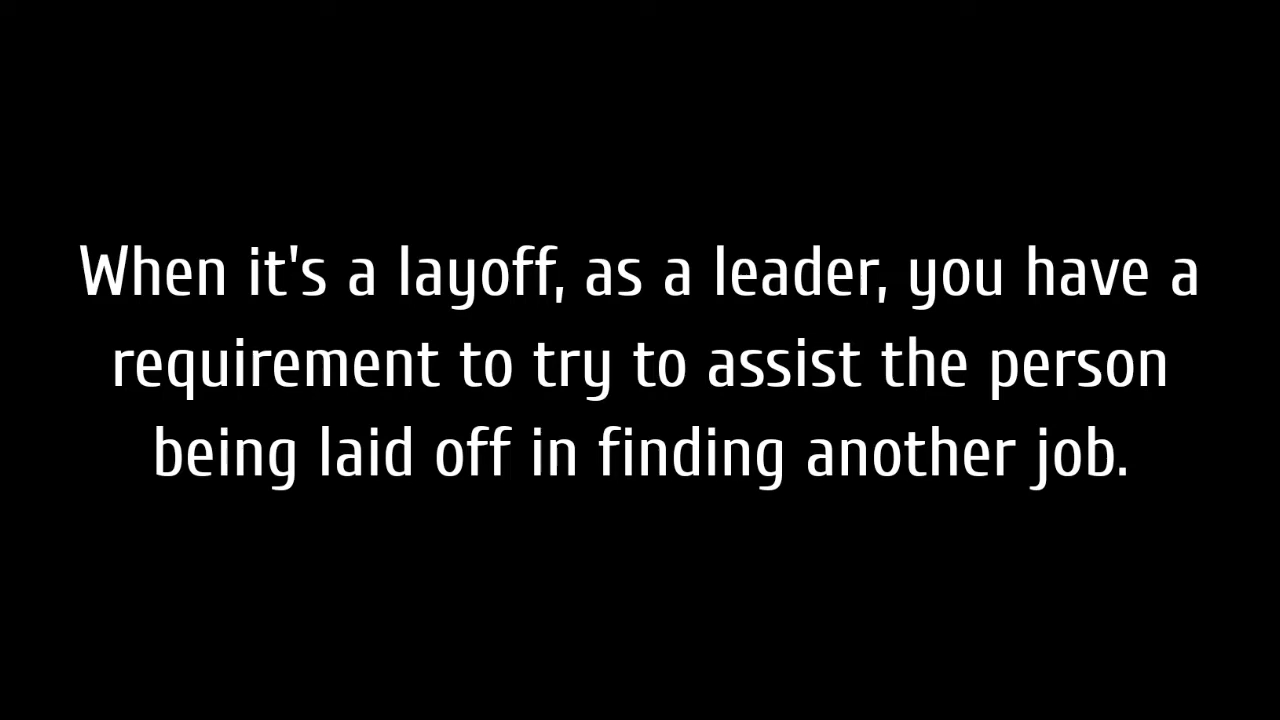 When it's a layoff, as a leader, you have a
requirement to try to assist the person
being laid off in finding another job.